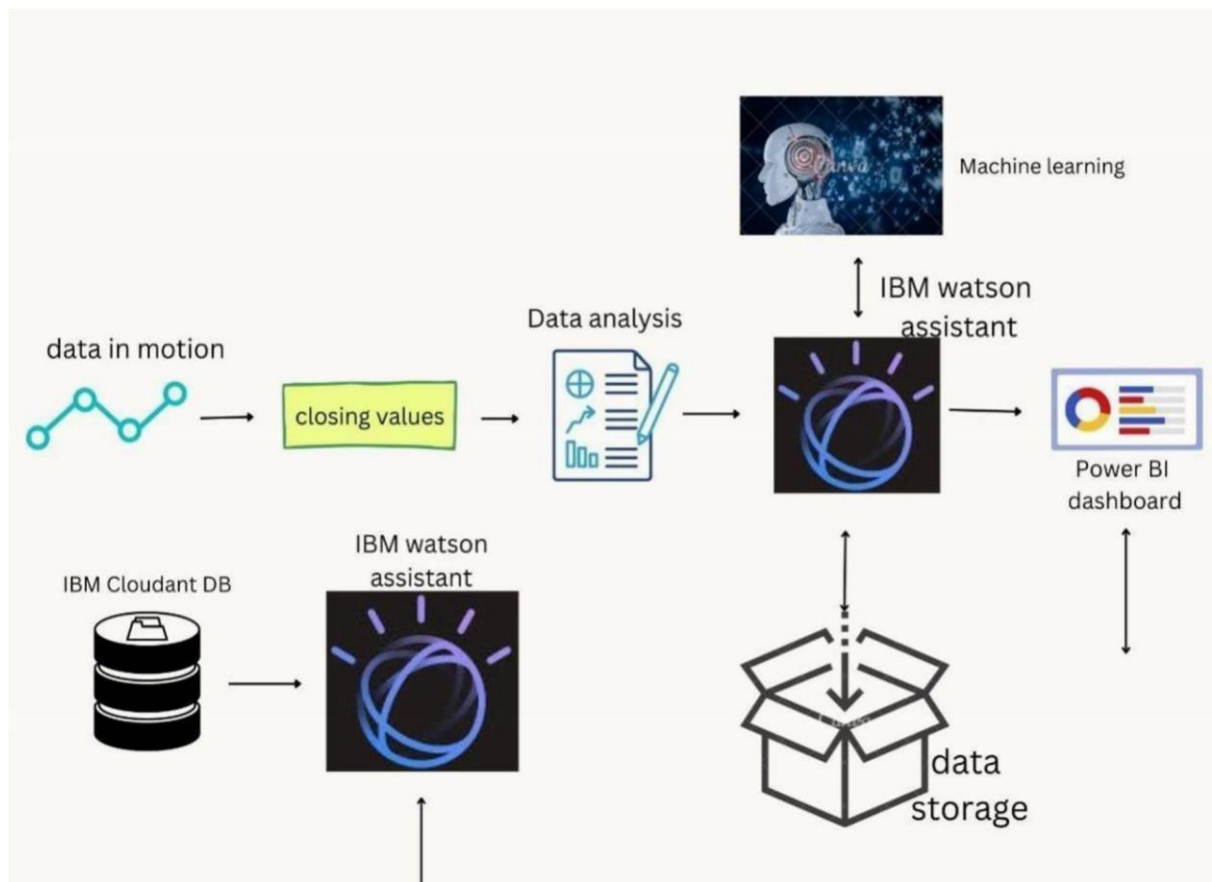 Machine learning
IBM watson
assistant
Data analysis
data in motion
closing values
Power BI
dashboard
IBM watson
assistant
IBM Cloudant DB
data
storage